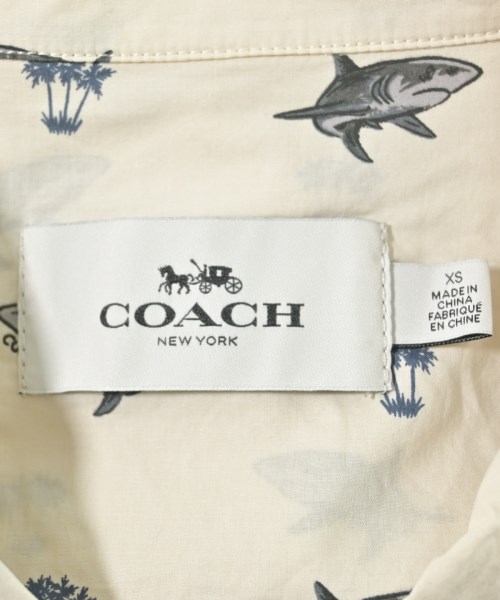 COACH
NEW YORK
XS
MADE IN
CHINA
FABRIQUÉ
EN CHINE